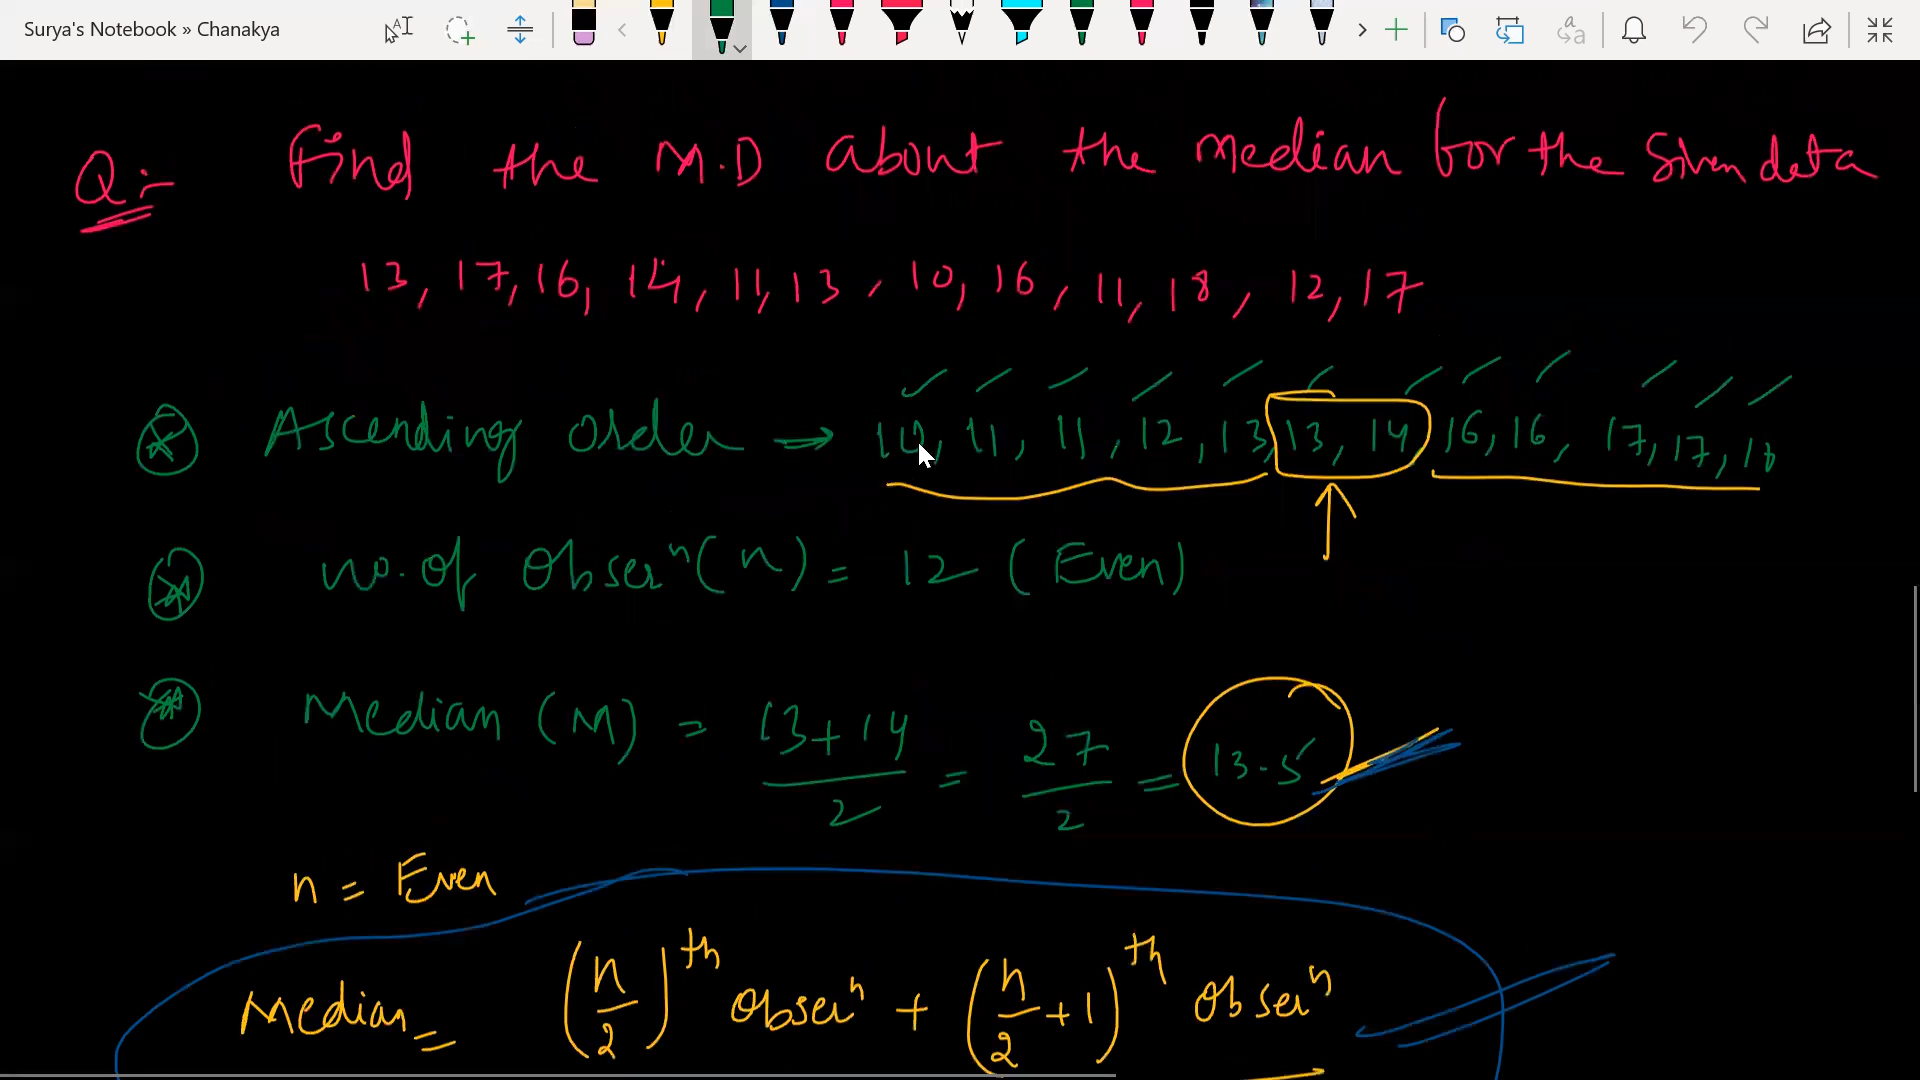 Surya's Notebook » Chanakya
Q:- Find the M.D about the median for the given data
13, 17, 16, 14, 11, 13, 10, 16, 11, 18, 12, 17
Ascending order → 10, 11, 11, 12, 13, 13, 14, 16, 16, 17, 17, 18
no. of Obserⁿ (n) = 12 (Even)
Median (M) = 13+14/2 = 27/2 = 13.5
n = Even
Median = (n/2)th Obserⁿ + (n/2 + 1)th Obserⁿ